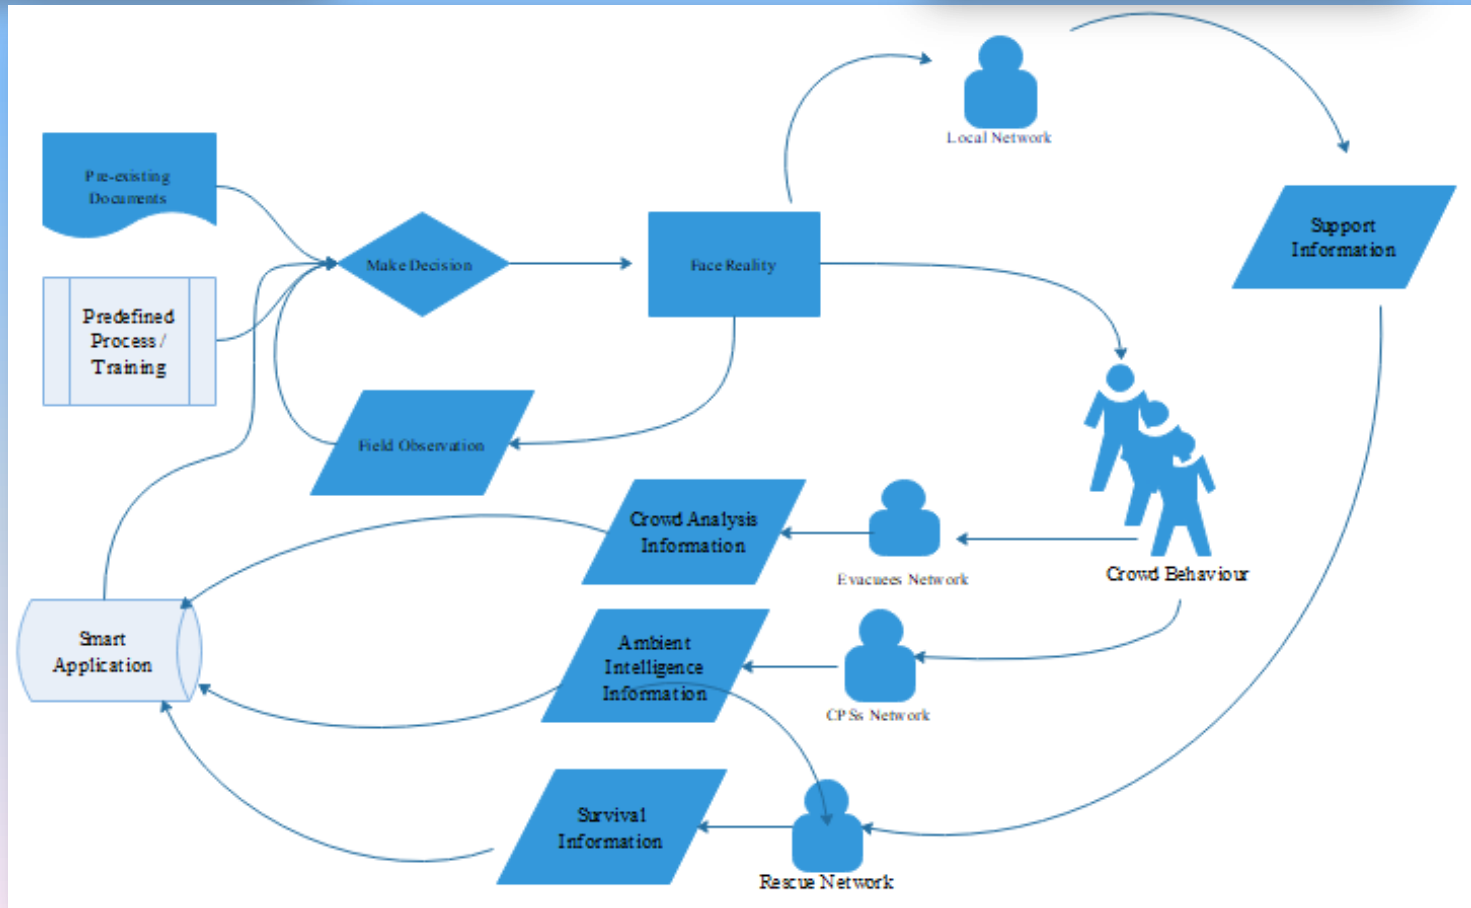 Local Network
Pre-existing
Documents
Support
Information
Make Decision
Face Reality
Predefined
Process /
Training
Field Observation
Crowd Analysis
Information
Evacuees Network
Crowd Behaviour
Smart
Application
Ambient
Intelligence
Information
CPSs Network
Survival
Information
Rescue Network